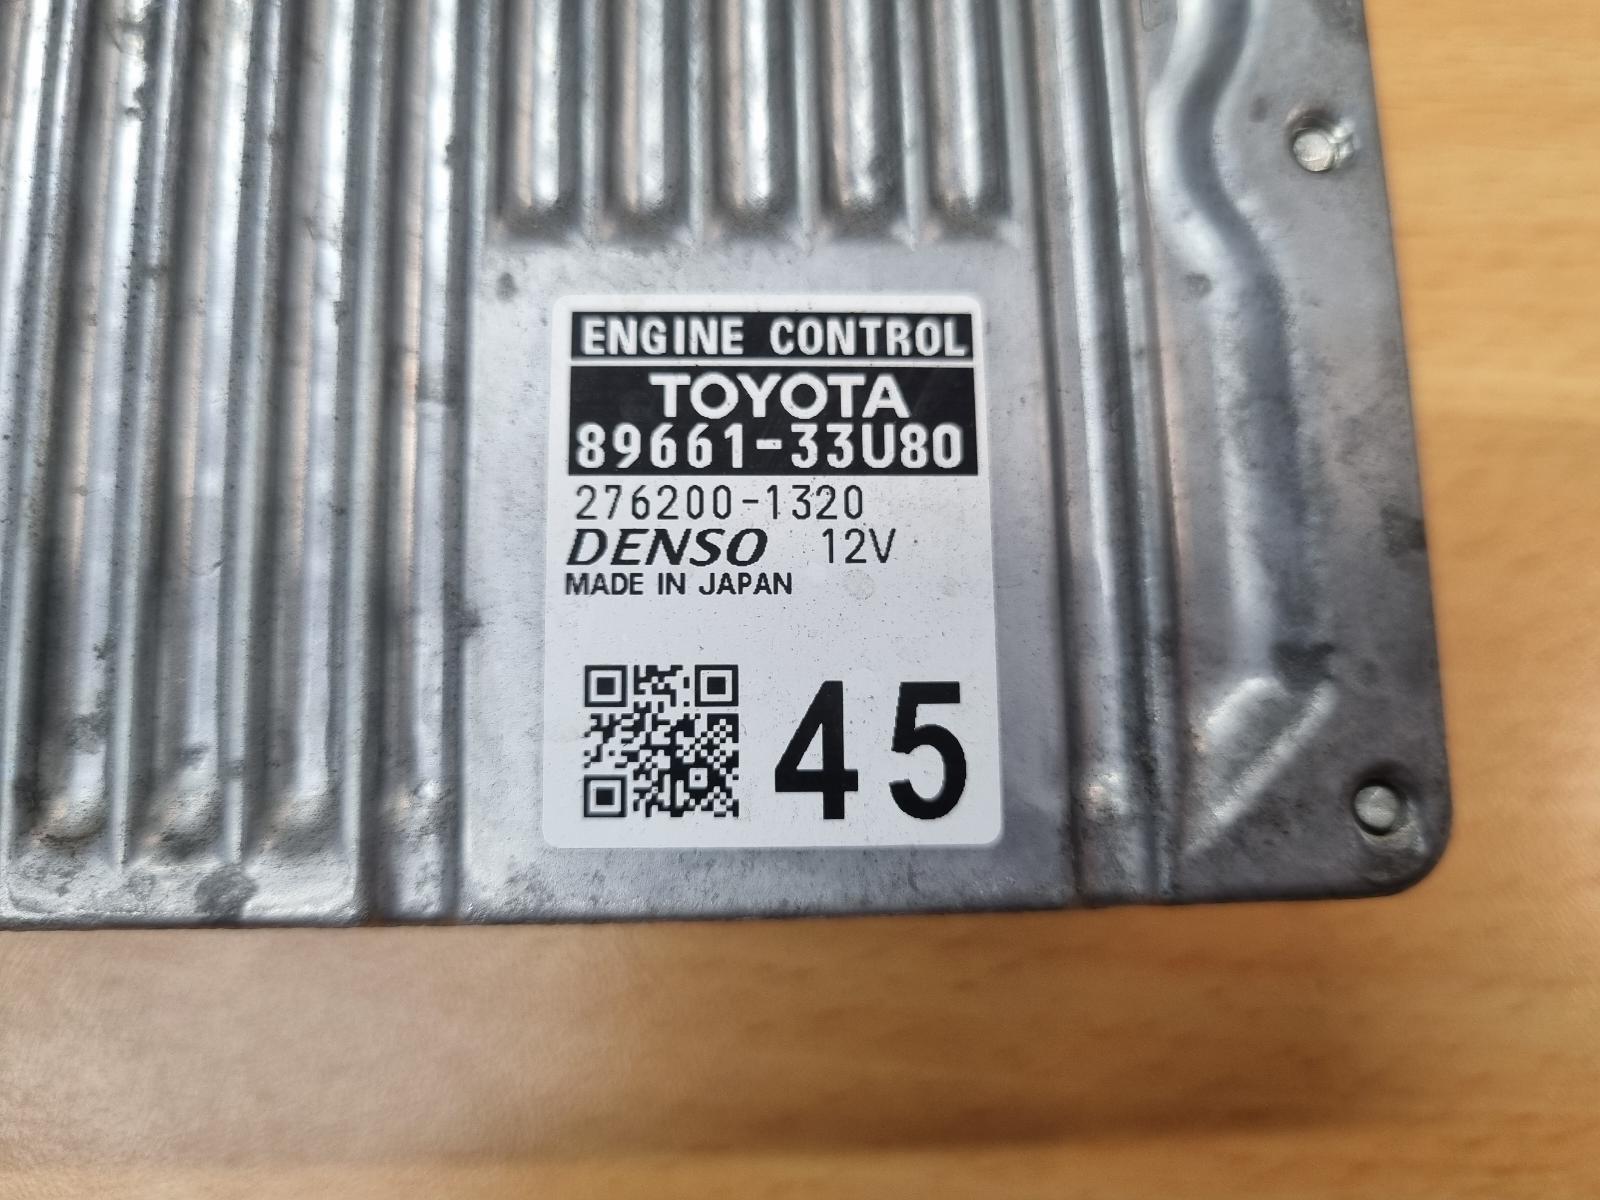 ENGINE CONTROL
TOYOTA
89661-33U80
276200-1320
DENSO 12V
MADE IN JAPAN
45